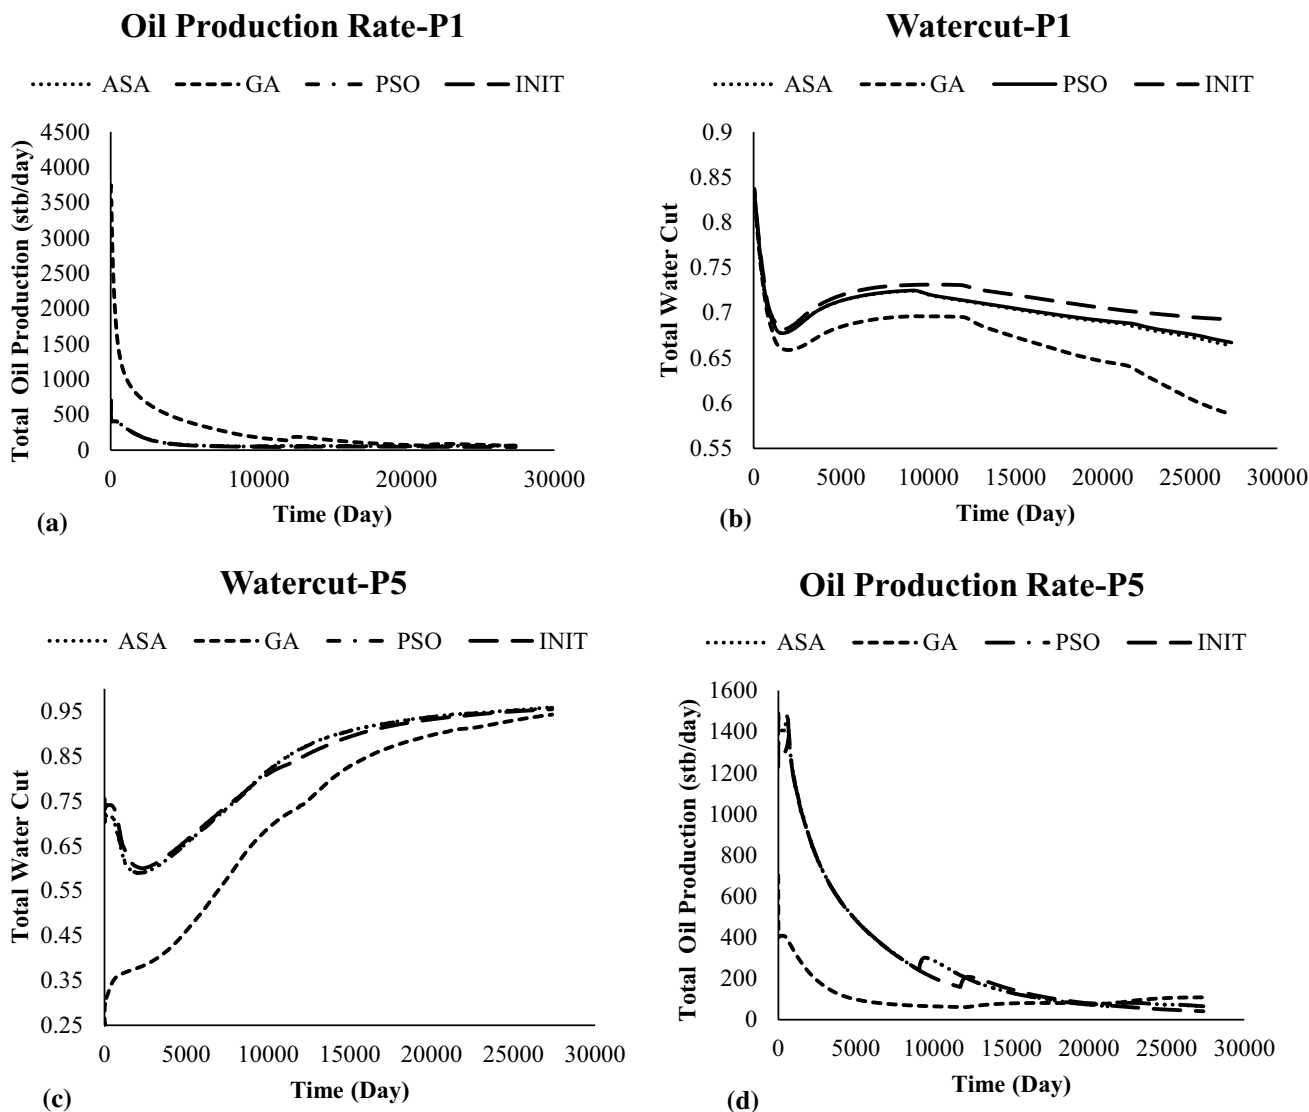 Oil Production Rate-P1
ASA GA PSO INIT
Total Oil Production (stb/day)
4500
4000
3500
3000
2500
2000
1500
1000
500
0
0 10000 20000 30000
Time (Day)
(a)
Watercut-P1
ASA GA PSO INIT
Total Water Cut
0.9
0.85
0.8
0.75
0.7
0.65
0.6
0.55
0 5000 10000 15000 20000 25000 30000
Time (Day)
(b)
Watercut-P5
ASA GA PSO INIT
Total Water Cut
0.95
0.85
0.75
0.65
0.55
0.45
0.35
0.25
0 5000 10000 15000 20000 25000 30000
Time (Day)
(c)
Oil Production Rate-P5
ASA GA PSO INIT
Total Oil Production (stb/day)
1600
1400
1200
1000
800
600
400
200
0
0 5000 10000 15000 20000 25000 30000
Time (Day)
(d)